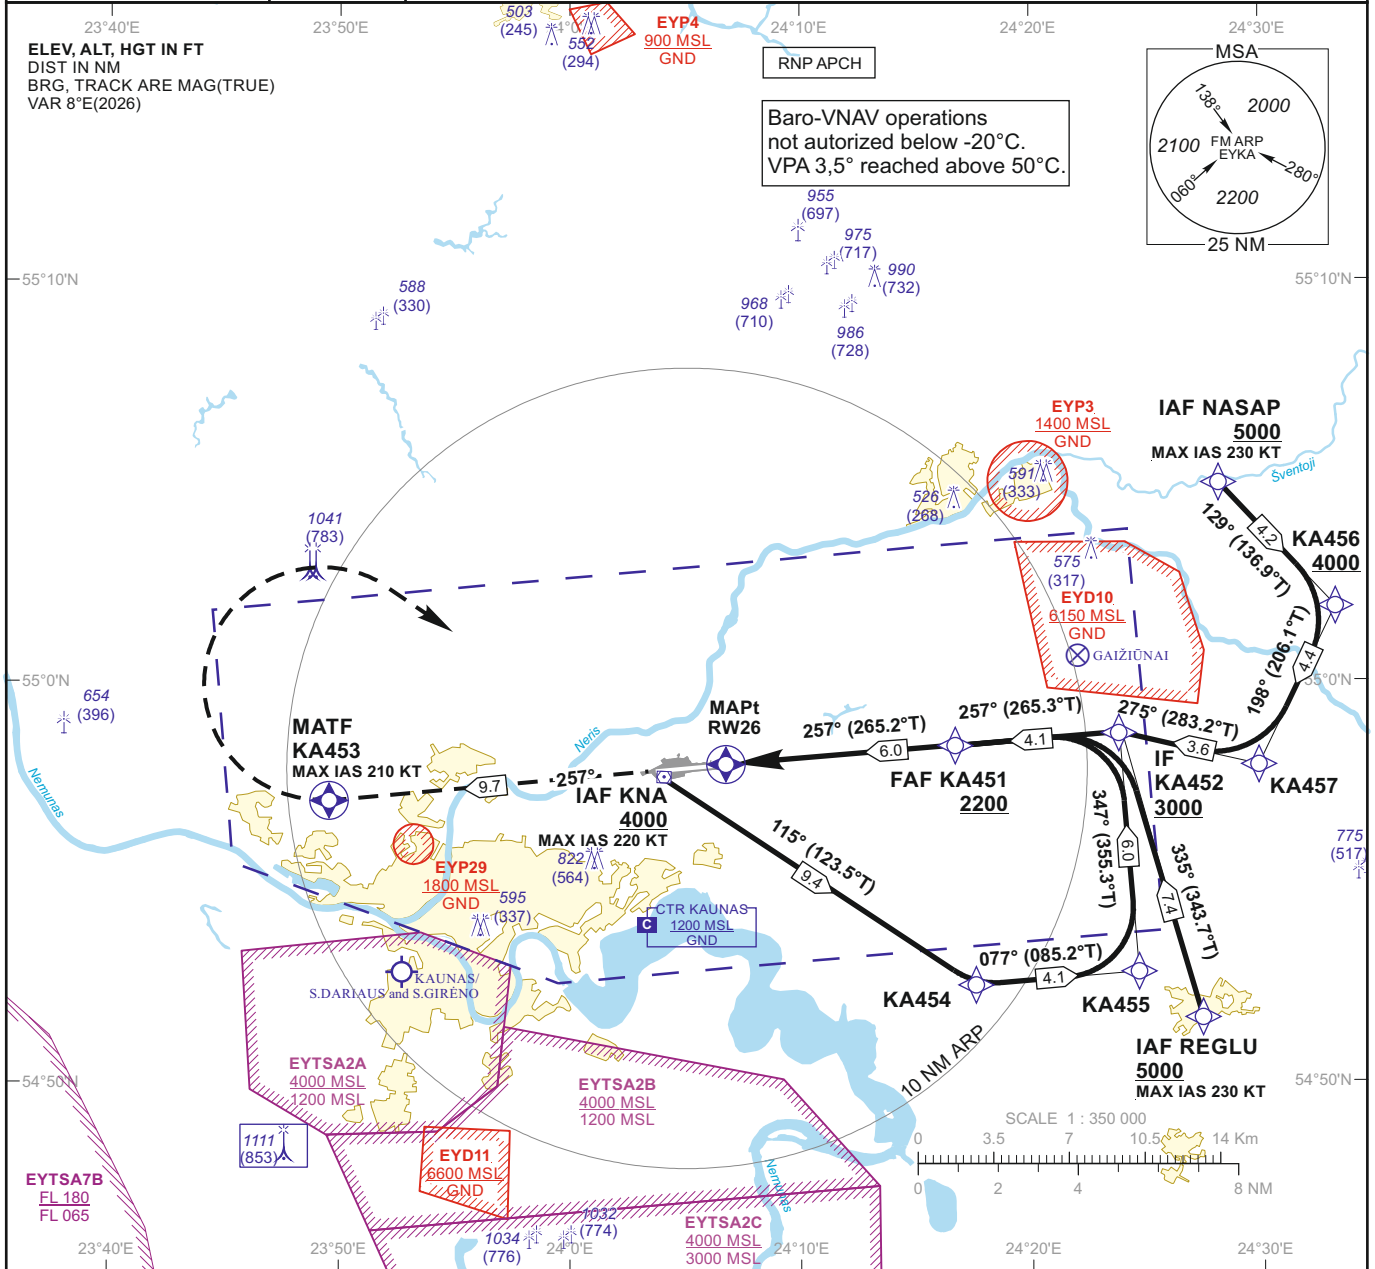 23°40'E
23°50'E
24°0'E
24°10'E
24°20'E
24°30'E
ELEV, ALT, HGT IN FT
DIST IN NM
BRG, TRACK ARE MAG(TRUE)
VAR 8°E(2026)
503
(245)
552
(294)
EYP4
900 MSL
GND
RNP APCH
Baro-VNAV operations
not autorized below -20°C.
VPA 3,5° reached above 50°C.
MSA
138°
2000
2100
FM ARP
EYKA
280°
060°
2200
25 NM
955
(697)
975
(717)
990
(732)
968
(710)
986
(728)
588
(330)
55°10'N
55°10'N
EYP3
1400 MSL
GND
591
(333)
526
(268)
IAF NASAP
5000
MAX IAS 230 KT
Šventoji
129° (136.9°T)
4.2
KA456
4000
1041
(783)
575
(317)
EYD10
6150 MSL
GND
GAIŽIŪNAI
198° (206.1°T)
4.4
55°0'N
55°0'N
654
(396)
MATF
KA453
MAX IAS 210 KT
Neris
MAPt
RW26
257° (265.2°T)
6.0
257° (265.3°T)
4.1
275° (283.2°T)
3.6
FAF KA451
2200
IF
KA452
3000
KA457
Nemunas
9.7
257°
IAF KNA
4000
MAX IAS 220 KT
822
(564)
115° (123.5°T)
9.4
347° (355.3°T)
6.0
335° (343.7°T)
7.4
775
(517)
EYP29
1800 MSL
GND
595
(337)
C
CTR KAUNAS
1200 MSL
GND
KAUNAS/
S.DARIAUS and S.GIRĖNO
077° (085.2°T)
4.1
KA454
KA455
IAF REGLU
5000
MAX IAS 230 KT
10 NM ARP
EYTSA2A
4000 MSL
1200 MSL
EYTSA2B
4000 MSL
1200 MSL
54°50'N
54°50'N
1111
(853)
EYD11
6600 MSL
GND
SCALE 1 : 350 000
0 3.5 7 10.5 14 Km
0 2 4 8 NM
EYTSA7B
FL 180
FL 065
Nemunas
1034
(776)
1032
(774)
EYTSA2C
4000 MSL
3000 MSL
23°40'E
23°50'E
24°0'E
24°10'E
24°20'E
24°30'E